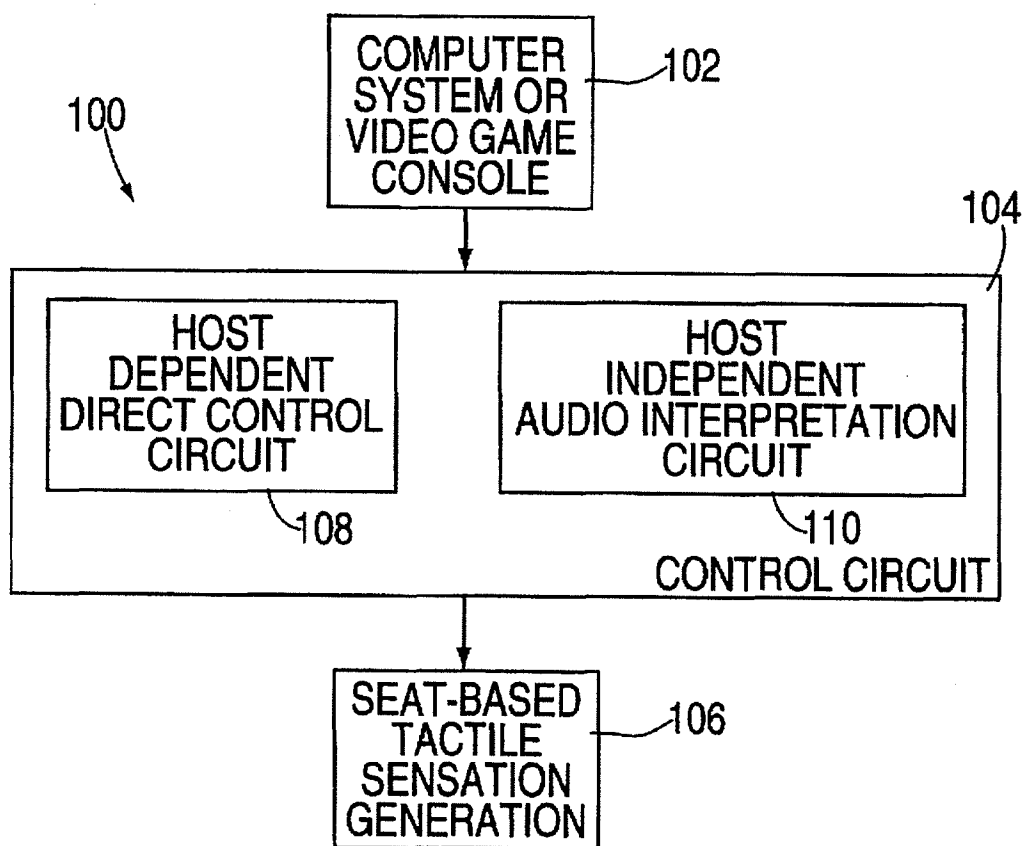 COMPUTER
SYSTEM OR
VIDEO GAME
CONSOLE
102
100
104
HOST
DEPENDENT
DIRECT CONTROL
CIRCUIT
108
HOST
INDEPENDENT
AUDIO INTERPRETATION
CIRCUIT
110
CONTROL CIRCUIT
SEAT-BASED
TACTILE
SENSATION
GENERATION
106